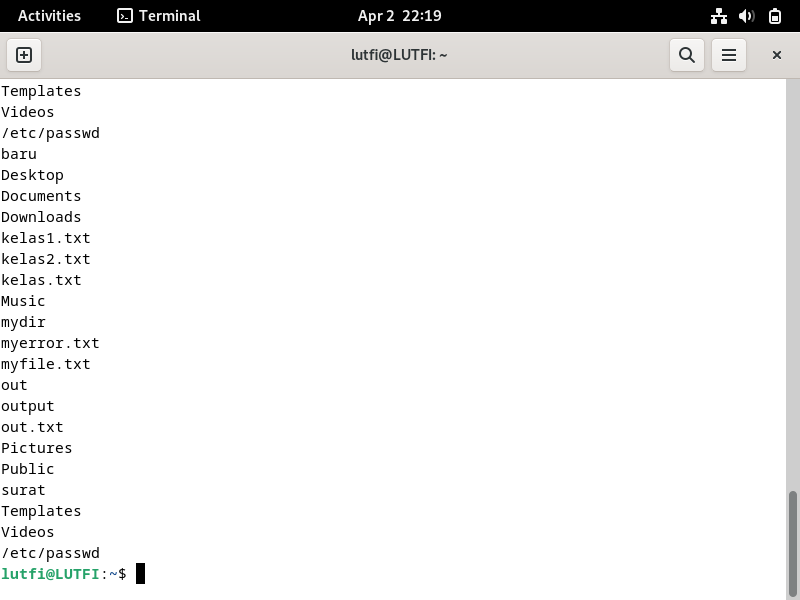 Activities Terminal Apr 2 22:19
lutfi@LUTFI: ~
Templates
Videos
/etc/passwd
baru
Desktop
Documents
Downloads
kelas1.txt
kelas2.txt
kelas.txt
Music
mydir
myerror.txt
myfile.txt
out
output
out.txt
Pictures
Public
surat
Templates
Videos
/etc/passwd
lutfi@LUTFI:~$